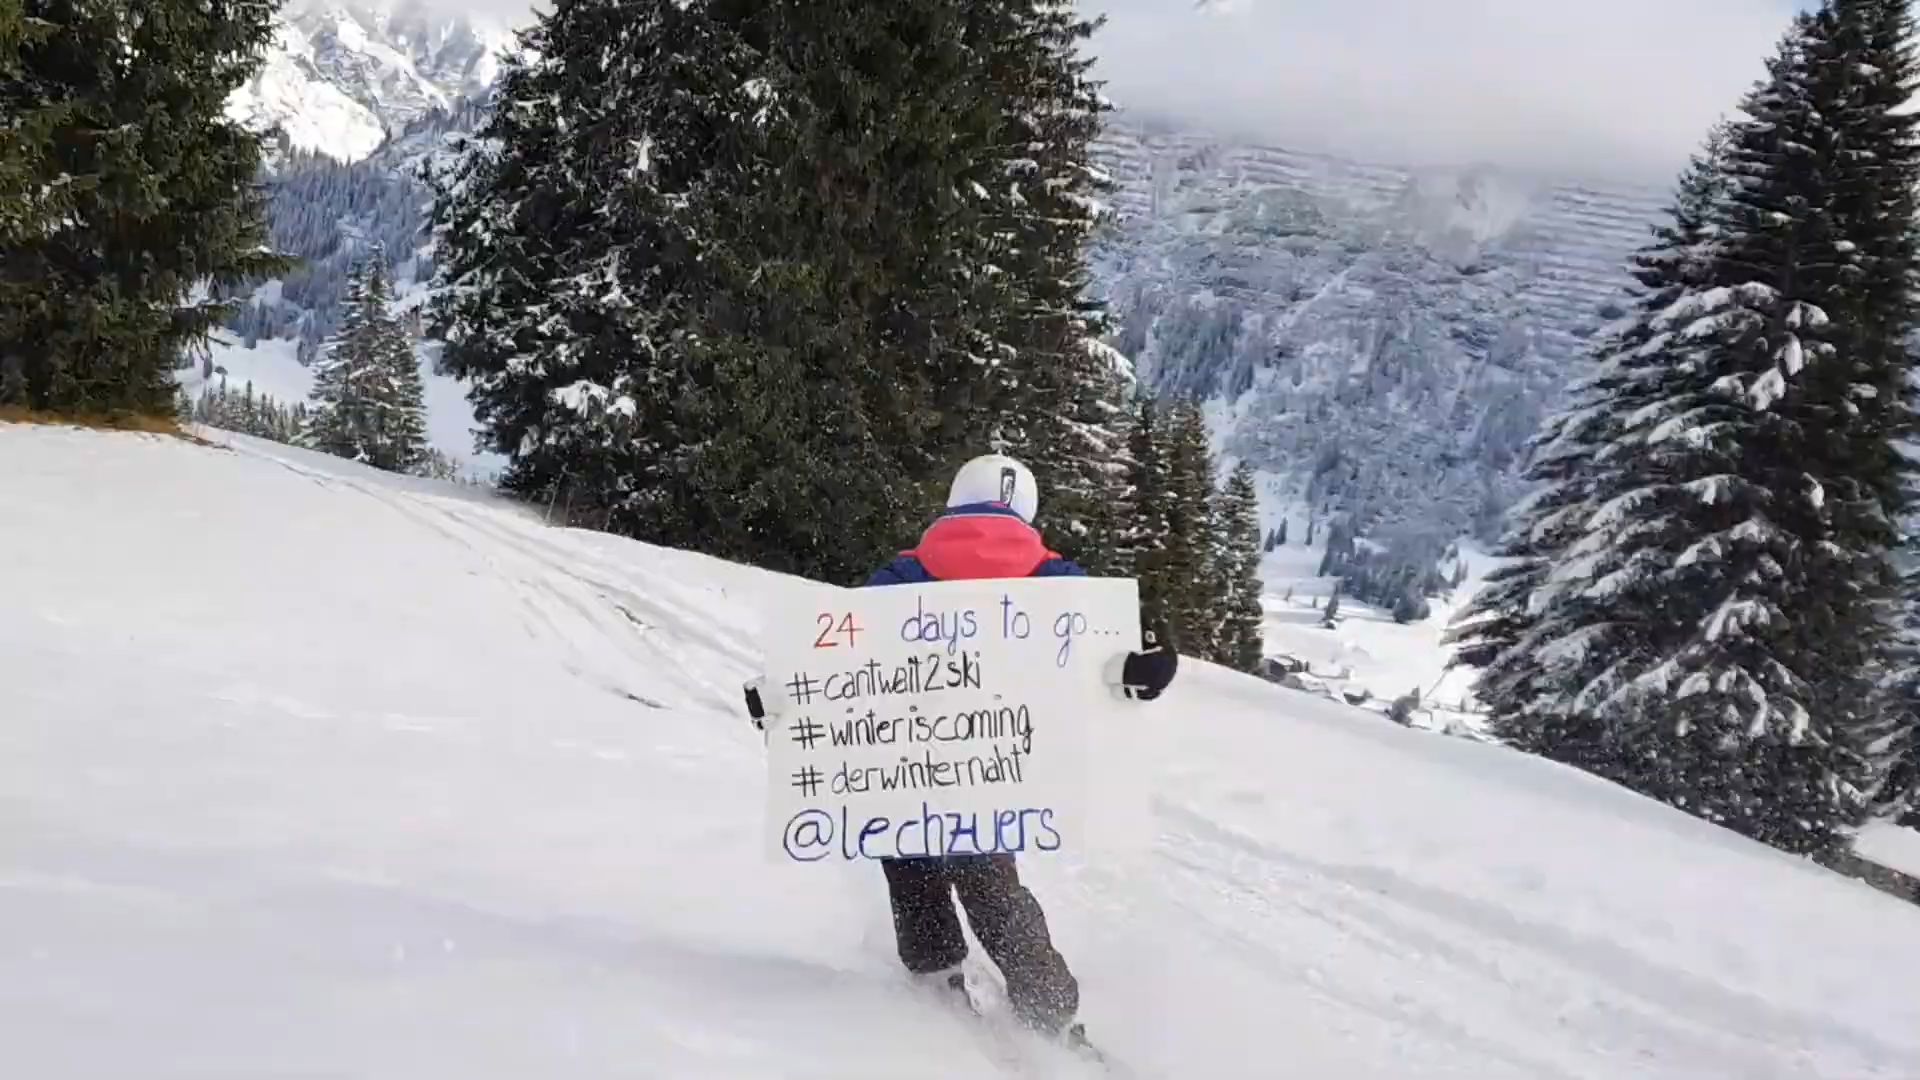 24 days to go...
#cantwait2ski
#winteriscoming
#derwinternaht
@lechzuers